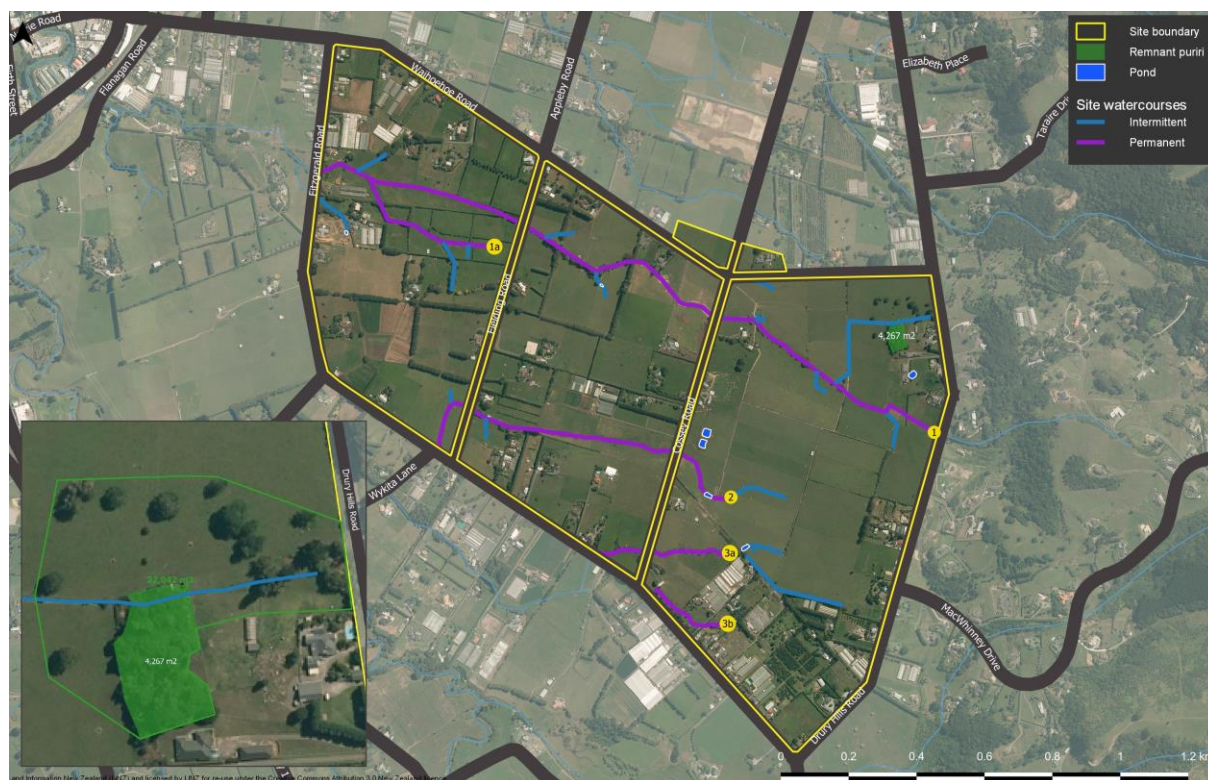 Flanagan Road
Waihoehoe Road
Appleby Road
Elizabeth Place
Fitzgerald Road
Fielding Road
Cossey Road
Wykita Lane
MacWhinney Drive
Drury Hills Road
Site boundary
Remnant puriri
Pond
Site watercourses
Intermittent
Permanent
1a
1
2
3a
3b
4,267 m2
Drury Hills Road
4,267 m2
0 0.2 0.4 0.6 0.8 1 1.2 k